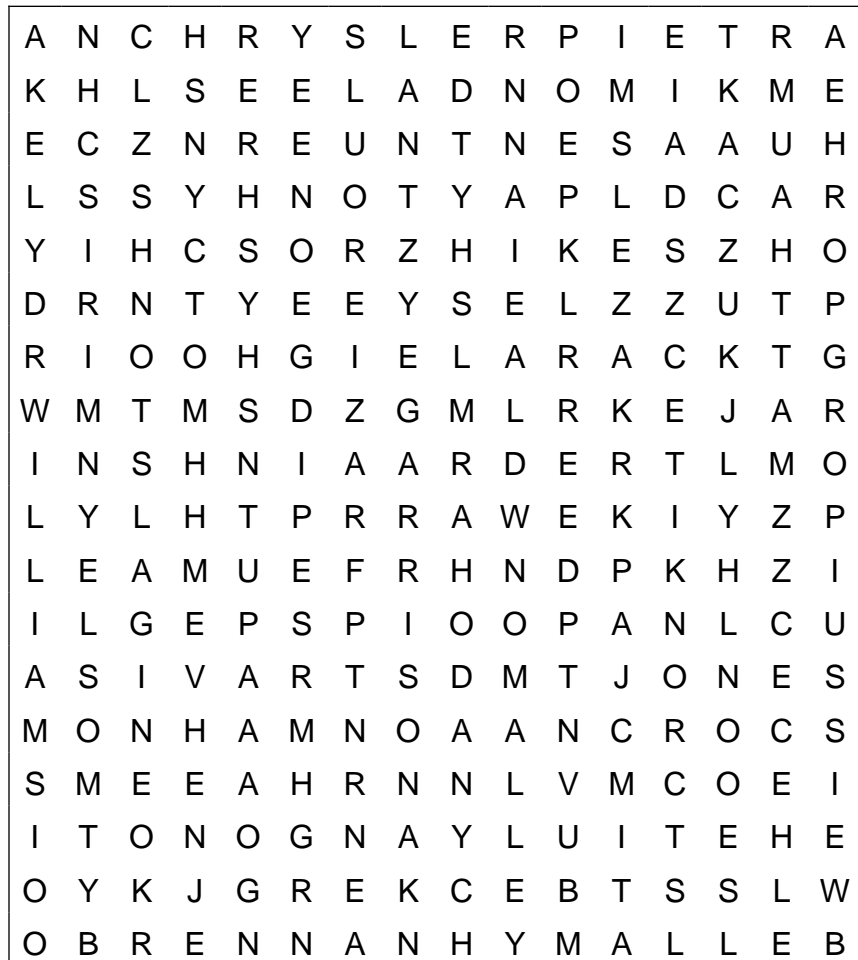 A N C H R Y S L E R P I E T R A
K H L S E E L A D N O M I K M E
E C Z N R E U N T N E S A A U H
L S S Y H N O T Y A P L D C A R
Y I H C S O R Z H I K E S Z H O
D R N T Y E E Y S E L Z Z U T P
R I O O H G I E L A R A C K T G
W M T M S D Z G M L R K E J A R
I N S H N I A A R D E R T L M O
L Y L H T P R R A W E K I Y Z P
L E A M U E F R H N D P K H Z I
I L G E P S P I O O P A N L C U
A S I V A R T S D M T J O N E S
M O N H A M N O A A N C R O C S
S M E E A H R N N L V M C O E I
I T O N O G N A Y L U I T E H E
O Y K J G R E K C E B T S S L W
O B R E N N A N H Y M A L L E B